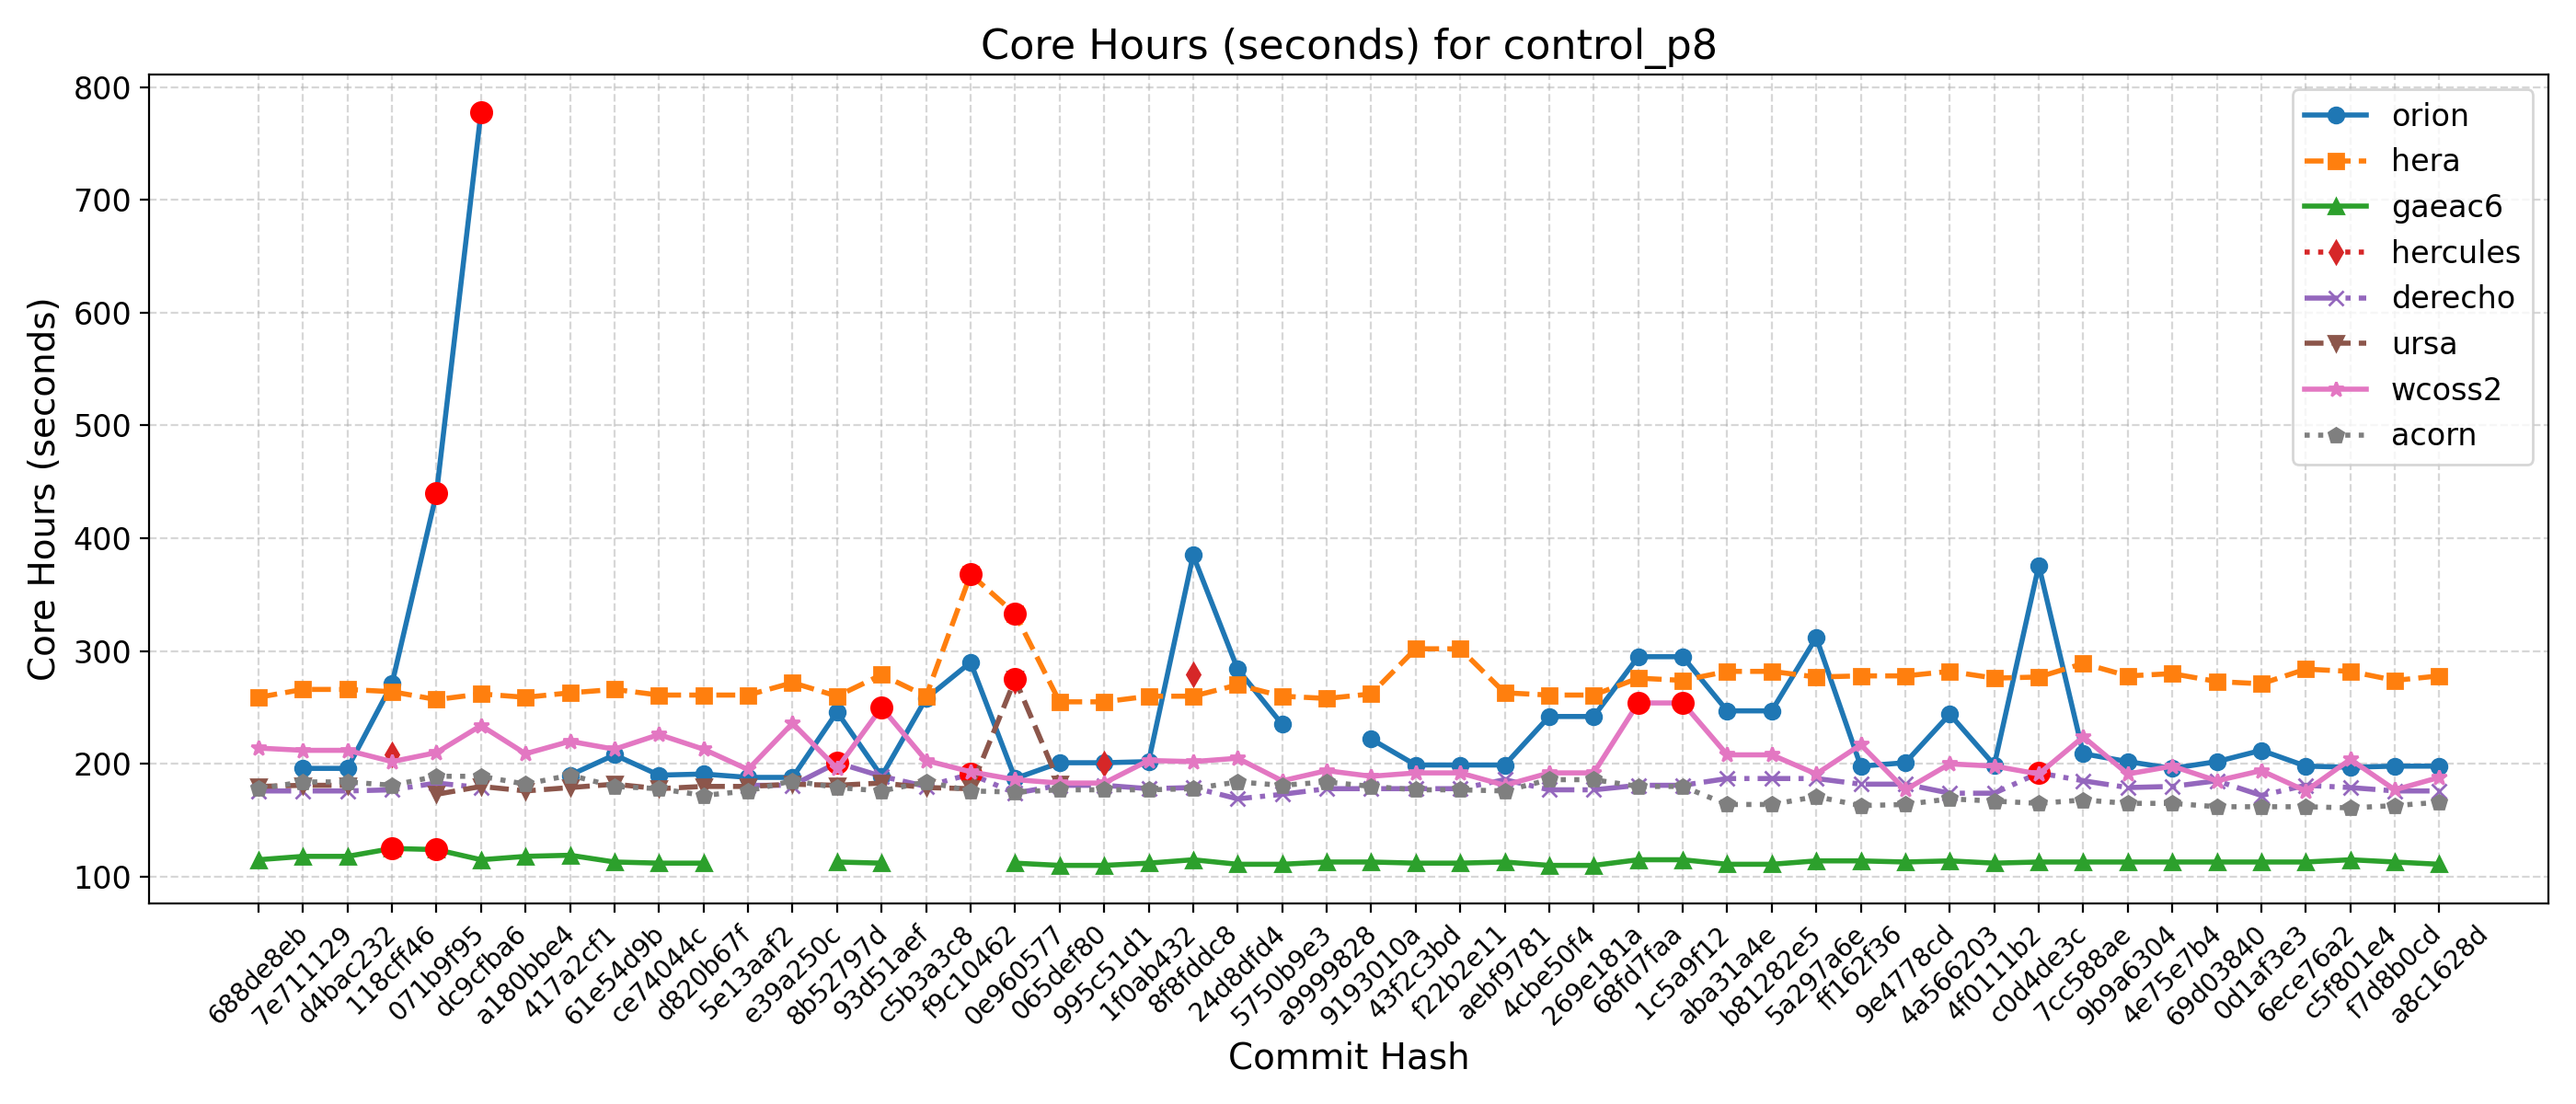 Core Hours (seconds) for control_p8
Core Hours (seconds)
800
700
600
500
400
300
200
100
orion
hera
gaeac6
hercules
derecho
ursa
wcoss2
acorn
688de8eb
7e711129
d4bac232
118cff46
071b9f95
dc9cfba6
a180bbe4
417a2cf1
61e54d9b
ce74044c
d820b67f
5e13aaf2
e39a250c
8b52797d
93d51aef
c5b3a3c8
f9c10462
0e960577
065def80
995c51d1
1f0ab432
8f8fddc8
24d8dfd4
5750b9e3
a9999828
9193010a
43f2c3bd
f22b2e11
aebf9781
4cbe50f4
269e181a
68fd7faa
1c5a9f12
aba31a4e
b81282e5
5a297a6e
ff162f36
9e4778cd
4a566203
4f0111b2
c0d4de3c
7cc588ae
9b9a6304
4e75e7b4
69d03840
0d1af3e3
6ece76a2
c5f801e4
f7d8b0cd
a8c1628d
Commit Hash